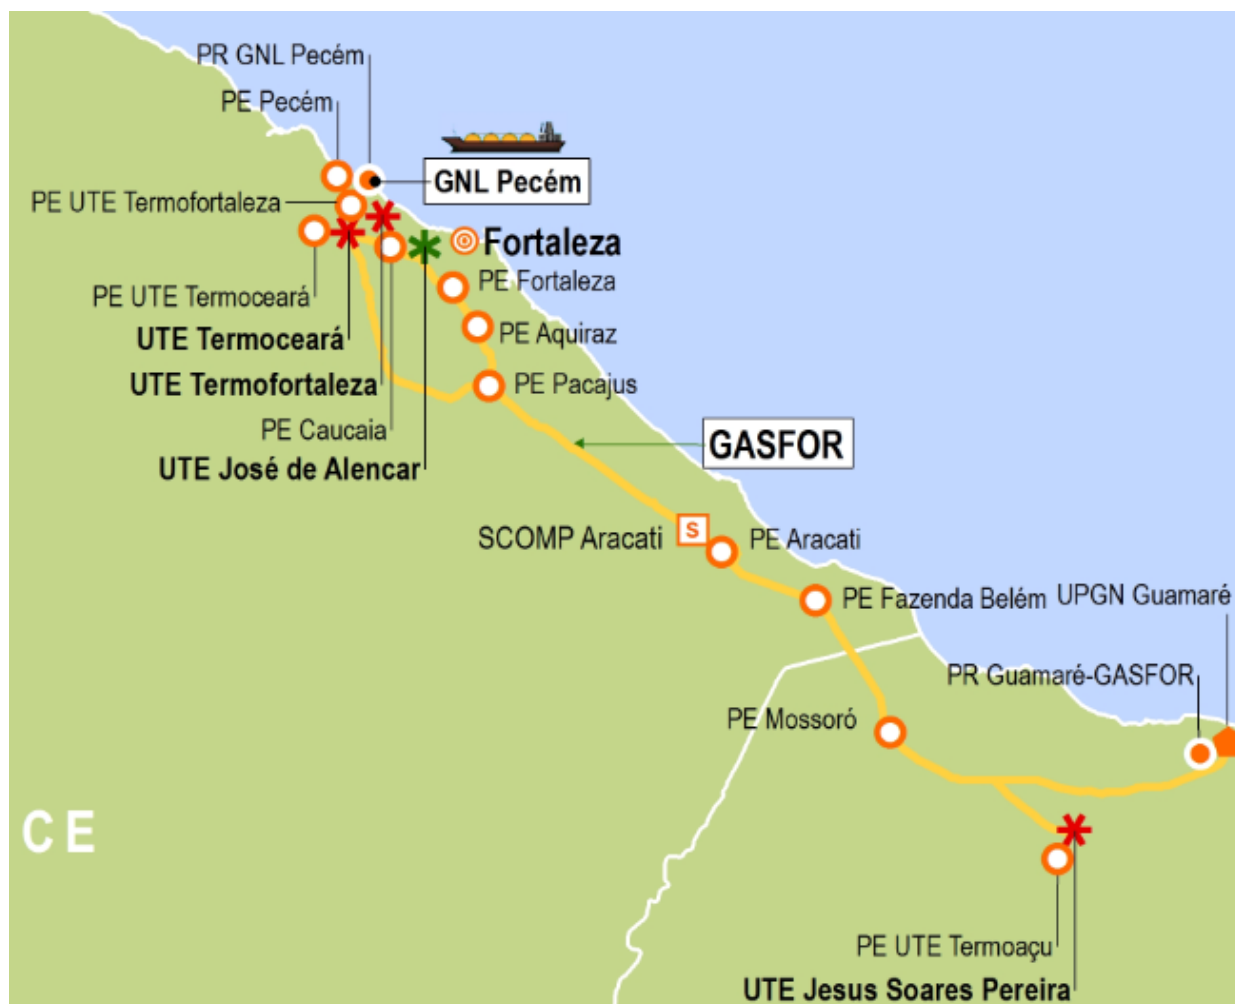 PR GNL Pecém
PE Pecém
GNL Pecém
PE UTE Termofortaleza
Fortaleza
PE Fortaleza
PE UTE Termoceará
UTE Termoceará
PE Aquiraz
UTE Termofortaleza
PE Pacajus
PE Caucaia
GASFOR
UTE José de Alencar
SCOMP Aracati
S
PE Aracati
PE Fazenda Belém
UPGN Guamaré
PR Guamaré-GASFOR
PE Mossoró
CE
PE UTE Termoaçu
UTE Jesus Soares Pereira